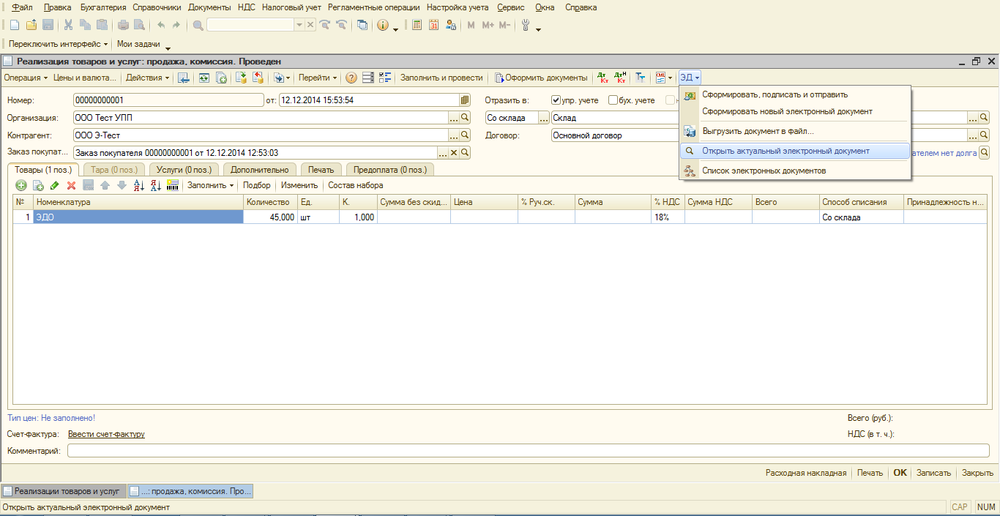 Файл Правка Бухгалтерия Справочники Документы НДС Налоговый учет Регламентные операции Настройка учета Сервис Окна Справка
31 M M+ M-
Переключить интерфейс Мои задачи
Реализация товаров и услуг: продажа, комиссия. Проведен
Операция Цены и валюта... Действия Перейти Заполнить и провести Оформить документы Дт Кт ДтН Кт ЭД
Номер: 00000000001 от: 12.12.2014 15:53:54 Отразить в: упр. учете бух. учете
Сформировать, подписать и отправить
Сформировать новый электронный документ
Организация: ООО Тест УПП ... Со склада ... Склад ...
Контрагент: ООО Э-Тест ... Договор: Основной договор ...
Выгрузить документ в файл...
Заказ покупат... Заказ покупателя 00000000001 от 12.12.2014 12:53:03 ... ателем нет долга
Открыть актуальный электронный документ
Список электронных документов
Товары (1 поз.) Тара (0 поз.) Услуги (0 поз.) Дополнительно Печать Предоплата (0 поз.)
Заполнить Подбор Изменить Состав набора
№ Номенклатура Количество Ед. К. Сумма без скид... Цена % Руч.ск. Сумма % НДС Сумма НДС Всего Способ списания Принадлежность н...
1 ЭДО 45,000 шт 1,000 18% Со склада
Тип цен: Не заполнено! Всего (руб.):
Счет-фактура: Ввести счет-фактуру НДС (в т. ч.):
Комментарий:
Расходная накладная Печать OK Записать Закрыть
Реализации товаров и услуг ...: продажа, комиссия. Про...
Открыть актуальный электронный документ CAP NUM